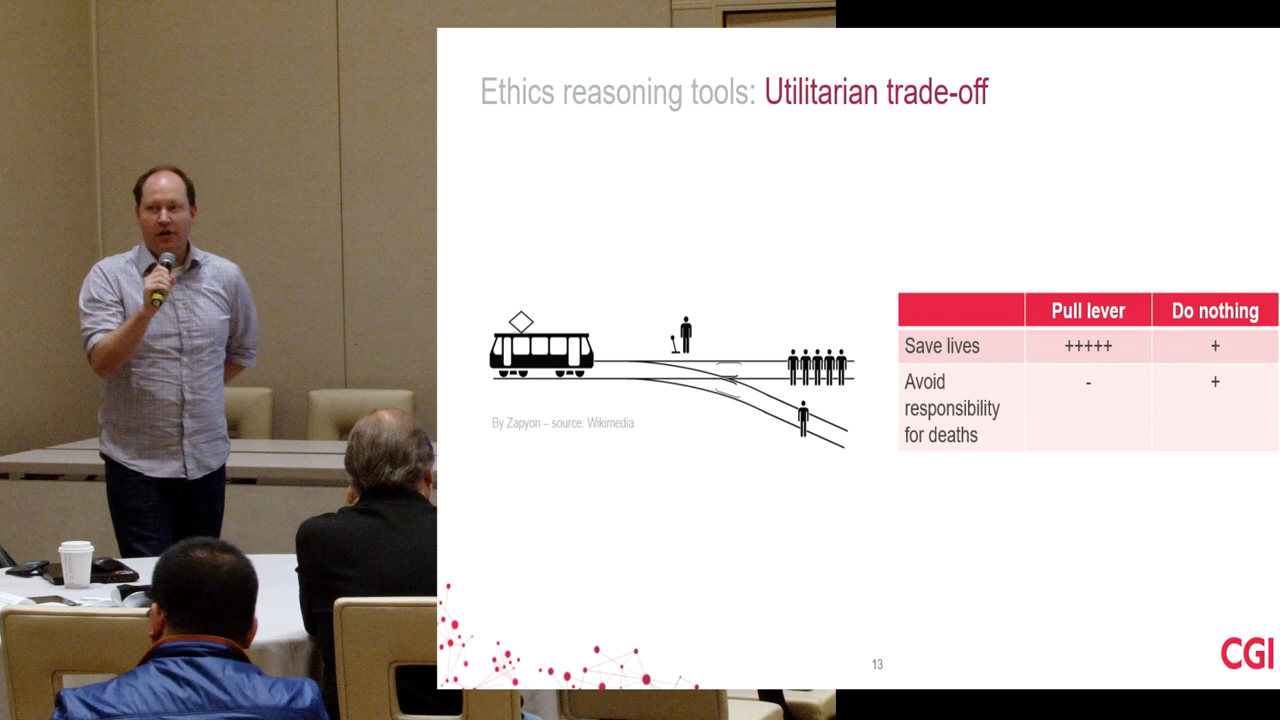 Ethics reasoning tools: Utilitarian trade-off
Pull lever Do nothing
Save lives +++++ +
Avoid - +
responsibility
for deaths
By Zapyon – source: Wikimedia
13
CGI